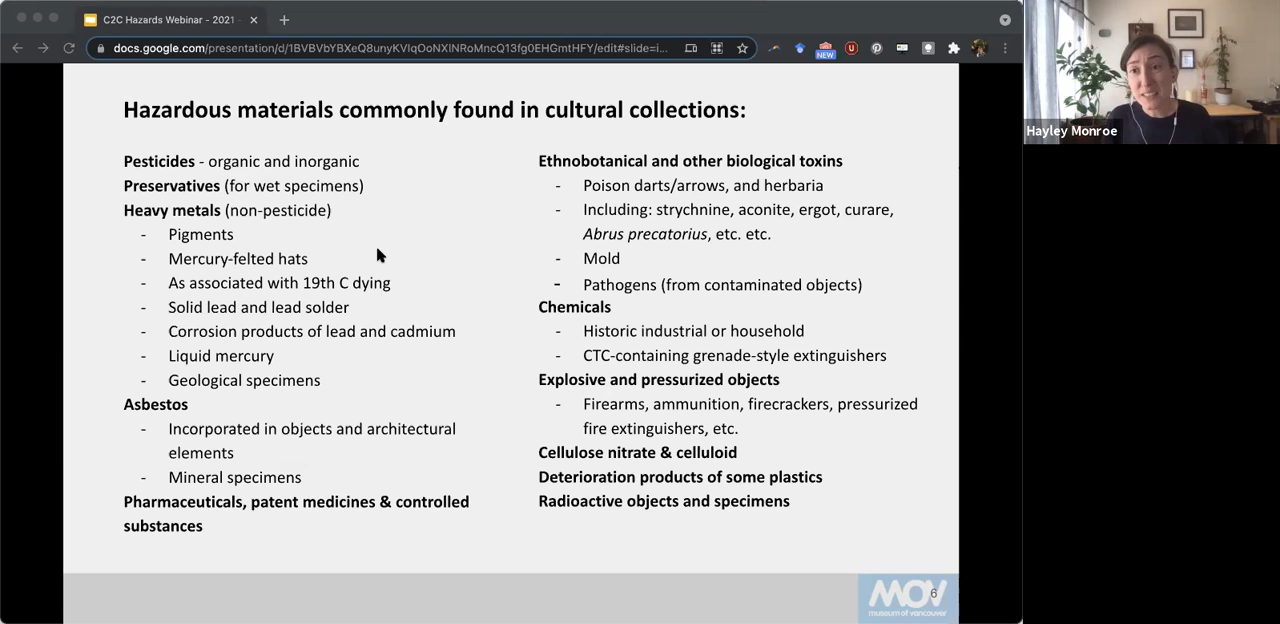 C2C Hazards Webinar - 2021 -
docs.google.com/presentation/d/1BVBVbYBXeQ8unyKVlqOoNXlNRoMncQ13fg0EHGmtHFY/edit#slide=i...
NEW
Hayley Monroe
Hazardous materials commonly found in cultural collections:
Pesticides - organic and inorganic
Preservatives (for wet specimens)
Heavy metals (non-pesticide)
- Pigments
- Mercury-felted hats
- As associated with 19th C dying
- Solid lead and lead solder
- Corrosion products of lead and cadmium
- Liquid mercury
- Geological specimens
Asbestos
- Incorporated in objects and architectural
elements
- Mineral specimens
Pharmaceuticals, patent medicines & controlled
substances
Ethnobotanical and other biological toxins
- Poison darts/arrows, and herbaria
- Including: strychnine, aconite, ergot, curare,
Abrus precatorius, etc. etc.
- Mold
- Pathogens (from contaminated objects)
Chemicals
- Historic industrial or household
- CTC-containing grenade-style extinguishers
Explosive and pressurized objects
- Firearms, ammunition, firecrackers, pressurized
fire extinguishers, etc.
Cellulose nitrate & celluloid
Deterioration products of some plastics
Radioactive objects and specimens
MOV
museum of vancouver
6